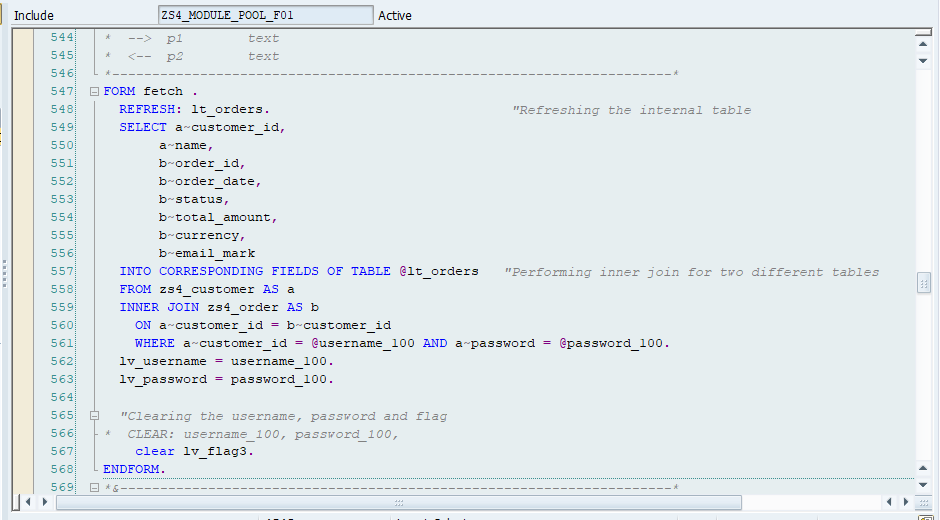 Include ZS4_MODULE_POOL_F01 Active
544 *  -->  p1        text
545 *  <--  p2        text
546 *----------------------------------------------------------------------*
547 FORM fetch .
548   REFRESH: lt_orders.                              "Refreshing the internal table
549   SELECT a~customer_id,
550        a~name,
551        b~order_id,
552        b~order_date,
553        b~status,
554        b~total_amount,
555        b~currency,
556        b~email_mark
557   INTO CORRESPONDING FIELDS OF TABLE @lt_orders   "Performing inner join for two different tables
558   FROM zs4_customer AS a
559   INNER JOIN zs4_order AS b
560     ON a~customer_id = b~customer_id
561     WHERE a~customer_id = @username_100 AND a~password = @password_100.
562   lv_username = username_100.
563   lv_password = password_100.
564
565   "Clearing the username, password and flag
566 *  CLEAR: username_100, password_100,
567     clear lv_flag3.
568 ENDFORM.
569 *&---------------------------------------------------------------------*